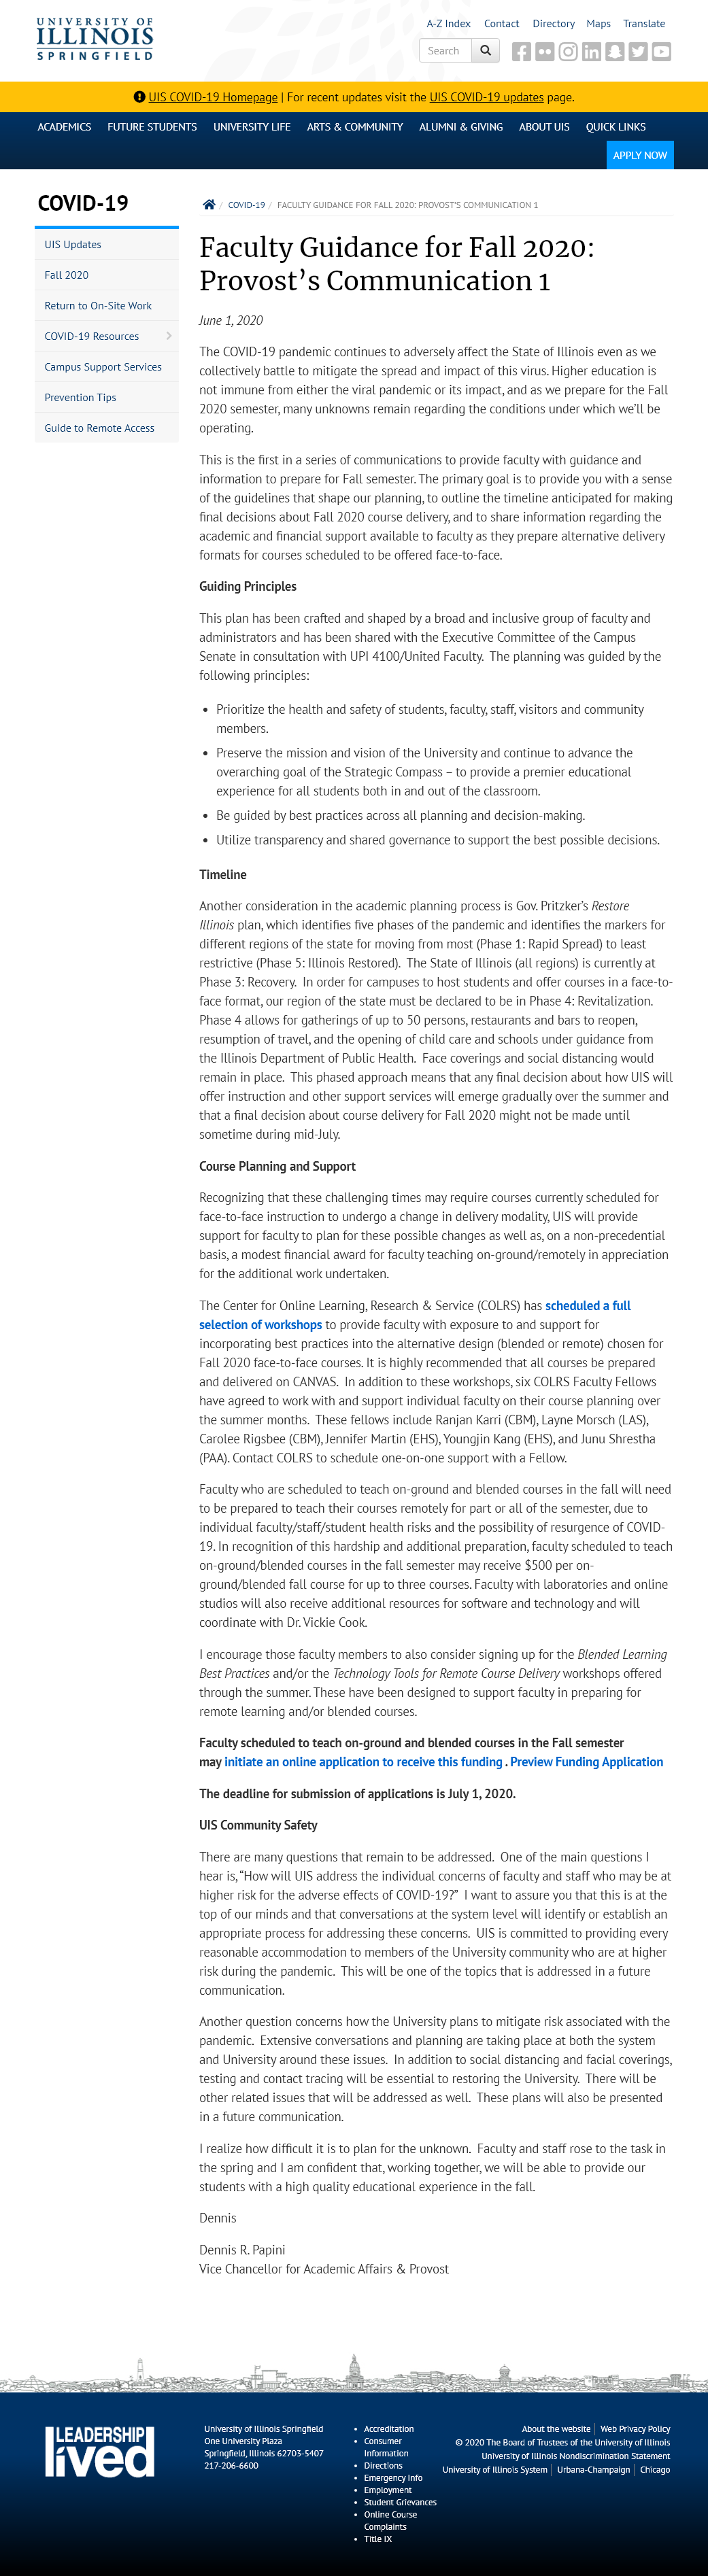 UNIVERSITY OF
ILLINOIS
SPRINGFIELD
A-Z Index Contact Directory Maps Translate
Search
UIS COVID-19 Homepage | For recent updates visit the UIS COVID-19 updates page.
ACADEMICS FUTURE STUDENTS UNIVERSITY LIFE ARTS & COMMUNITY ALUMNI & GIVING ABOUT UIS QUICK LINKS
APPLY NOW
COVID-19
UIS Updates
Fall 2020
Return to On-Site Work
COVID-19 Resources
Campus Support Services
Prevention Tips
Guide to Remote Access
COVID-19 / FACULTY GUIDANCE FOR FALL 2020: PROVOST'S COMMUNICATION 1
Faculty Guidance for Fall 2020:
Provost’s Communication 1
June 1, 2020
The COVID-19 pandemic continues to adversely affect the State of Illinois even as we
collectively battle to mitigate the spread and impact of this virus. Higher education is
not immune from either the viral pandemic or its impact, and as we prepare for the Fall
2020 semester, many unknowns remain regarding the conditions under which we’ll be
operating.
This is the first in a series of communications to provide faculty with guidance and
information to prepare for Fall semester. The primary goal is to provide you with a sense
of the guidelines that shape our planning, to outline the timeline anticipated for making
final decisions about Fall 2020 course delivery, and to share information regarding the
academic and financial support available to faculty as they prepare alternative delivery
formats for courses scheduled to be offered face-to-face.
Guiding Principles
This plan has been crafted and shaped by a broad and inclusive group of faculty and
administrators and has been shared with the Executive Committee of the Campus
Senate in consultation with UPI 4100/United Faculty. The planning was guided by the
following principles:
• Prioritize the health and safety of students, faculty, staff, visitors and community
members.
• Preserve the mission and vision of the University and continue to advance the
overarching goal of the Strategic Compass – to provide a premier educational
experience for all students both in and out of the classroom.
• Be guided by best practices across all planning and decision-making.
• Utilize transparency and shared governance to support the best possible decisions.
Timeline
Another consideration in the academic planning process is Gov. Pritzker’s Restore
Illinois plan, which identifies five phases of the pandemic and identifies the markers for
different regions of the state for moving from most (Phase 1: Rapid Spread) to least
restrictive (Phase 5: Illinois Restored). The State of Illinois (all regions) is currently at
Phase 3: Recovery. In order for campuses to host students and offer courses in a face-to-
face format, our region of the state must be declared to be in Phase 4: Revitalization.
Phase 4 allows for gatherings of up to 50 persons, restaurants and bars to reopen,
resumption of travel, and the opening of child care and schools under guidance from
the Illinois Department of Public Health. Face coverings and social distancing would
remain in place. This phased approach means that any final decision about how UIS will
offer instruction and other support services will emerge gradually over the summer and
that a final decision about course delivery for Fall 2020 might not be made until
sometime during mid-July.
Course Planning and Support
Recognizing that these challenging times may require courses currently scheduled for
face-to-face instruction to undergo a change in delivery modality, UIS will provide
support for faculty to plan for these possible changes as well as, on a non-precedential
basis, a modest financial award for faculty teaching on-ground/remotely in appreciation
for the additional work undertaken.
The Center for Online Learning, Research & Service (COLRS) has scheduled a full
selection of workshops to provide faculty with exposure to and support for
incorporating best practices into the alternative design (blended or remote) chosen for
Fall 2020 face-to-face courses. It is highly recommended that all courses be prepared
and delivered on CANVAS. In addition to these workshops, six COLRS Faculty Fellows
have agreed to work with and support individual faculty on their course planning over
the summer months. These fellows include Ranjan Karri (CBM), Layne Morsch (LAS),
Carolee Rigsbee (CBM), Jennifer Martin (EHS), Youngjin Kang (EHS), and Junu Shrestha
(PAA). Contact COLRS to schedule one-on-one support with a Fellow.
Faculty who are scheduled to teach on-ground and blended courses in the fall will need
to be prepared to teach their courses remotely for part or all of the semester, due to
individual faculty/staff/student health risks and the possibility of resurgence of COVID-
19. In recognition of this hardship and additional preparation, faculty scheduled to teach
on-ground/blended courses in the fall semester may receive $500 per on-
ground/blended fall course for up to three courses. Faculty with laboratories and online
studios will also receive additional resources for software and technology and will
coordinate with Dr. Vickie Cook.
I encourage those faculty members to also consider signing up for the Blended Learning
Best Practices and/or the Technology Tools for Remote Course Delivery workshops offered
through the summer. These have been designed to support faculty in preparing for
remote learning and/or blended courses.
Faculty scheduled to teach on-ground and blended courses in the Fall semester
may initiate an online application to receive this funding . Preview Funding Application
The deadline for submission of applications is July 1, 2020.
UIS Community Safety
There are many questions that remain to be addressed. One of the main questions I
hear is, “How will UIS address the individual concerns of faculty and staff who may be at
higher risk for the adverse effects of COVID-19?” I want to assure you that this is at the
top of our minds and that conversations at the system level will identify or establish an
appropriate process for addressing these concerns. UIS is committed to providing every
reasonable accommodation to members of the University community who are at higher
risk during the pandemic. This will be one of the topics that is addressed in a future
communication.
Another question concerns how the University plans to mitigate risk associated with the
pandemic. Extensive conversations and planning are taking place at both the system
and University around these issues. In addition to social distancing and facial coverings,
testing and contact tracing will be essential to restoring the University. There will be
other related issues that will be addressed as well. These plans will also be presented
in a future communication.
I realize how difficult it is to plan for the unknown. Faculty and staff rose to the task in
the spring and I am confident that, working together, we will be able to provide our
students with a high quality educational experience in the fall.
Dennis
Dennis R. Papini
Vice Chancellor for Academic Affairs & Provost
LEADERSHIP
lived
University of Illinois Springfield
One University Plaza
Springfield, Illinois 62703-5407
217-206-6600
• Accreditation
• Consumer
Information
• Directions
• Emergency Info
• Employment
• Student Grievances
• Online Course
Complaints
• Title IX
About the website | Web Privacy Policy
© 2020 The Board of Trustees of the University of Illinois
University of Illinois Nondiscrimination Statement
University of Illinois System | Urbana-Champaign | Chicago